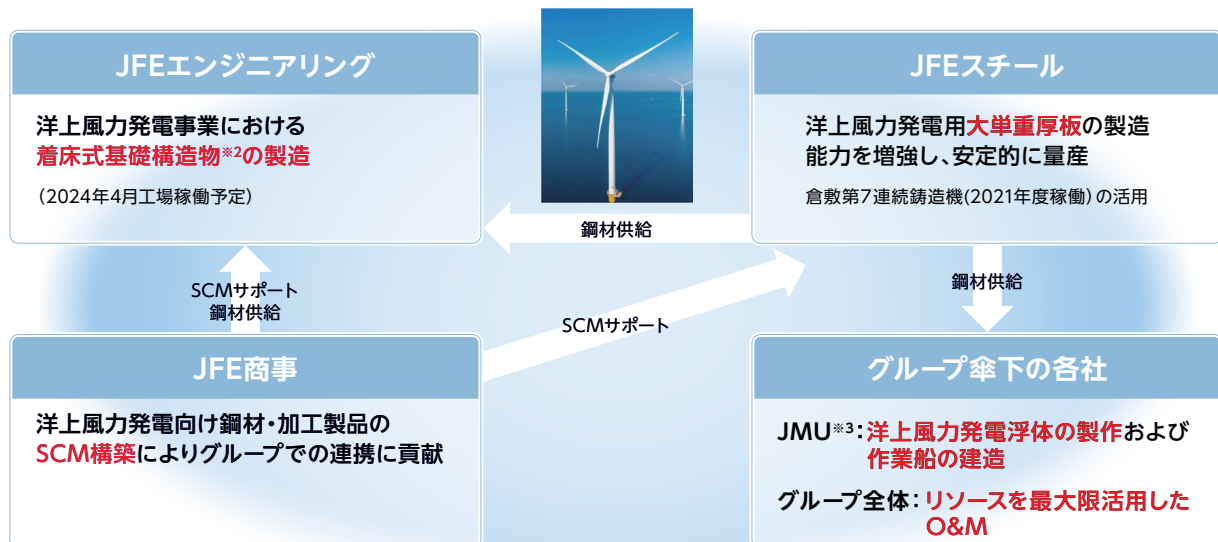 JFEエンジニアリング
洋上風力発電事業における
着床式基礎構造物※2の製造
(2024年4月工場稼働予定)
JFEスチール
洋上風力発電用大単重厚板の製造
能力を増強し、安定的に量産
倉敷第7連続鋳造機(2021年度稼働)の活用
鋼材供給
SCMサポート
鋼材供給
鋼材供給
SCMサポート
JFE商事
洋上風力発電向け鋼材・加工製品の
SCM構築によりグループでの連携に貢献
グループ傘下の各社
JMU※3:洋上風力発電浮体の製作および
作業船の建造
グループ全体:リソースを最大限活用した
O&M